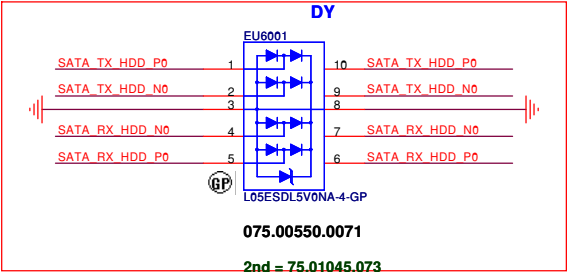 DY
EU6001
SATA_TX_HDD_P0 1 10 SATA_TX_HDD_P0
SATA_TX_HDD_N0 2 9 SATA_TX_HDD_N0
3 8
SATA_RX_HDD_N0 4 7 SATA_RX_HDD_N0
SATA_RX_HDD_P0 5 6 SATA_RX_HDD_P0
GP
L05ESDL5V0NA-4-GP
075.00550.0071
2nd = 75.01045.073